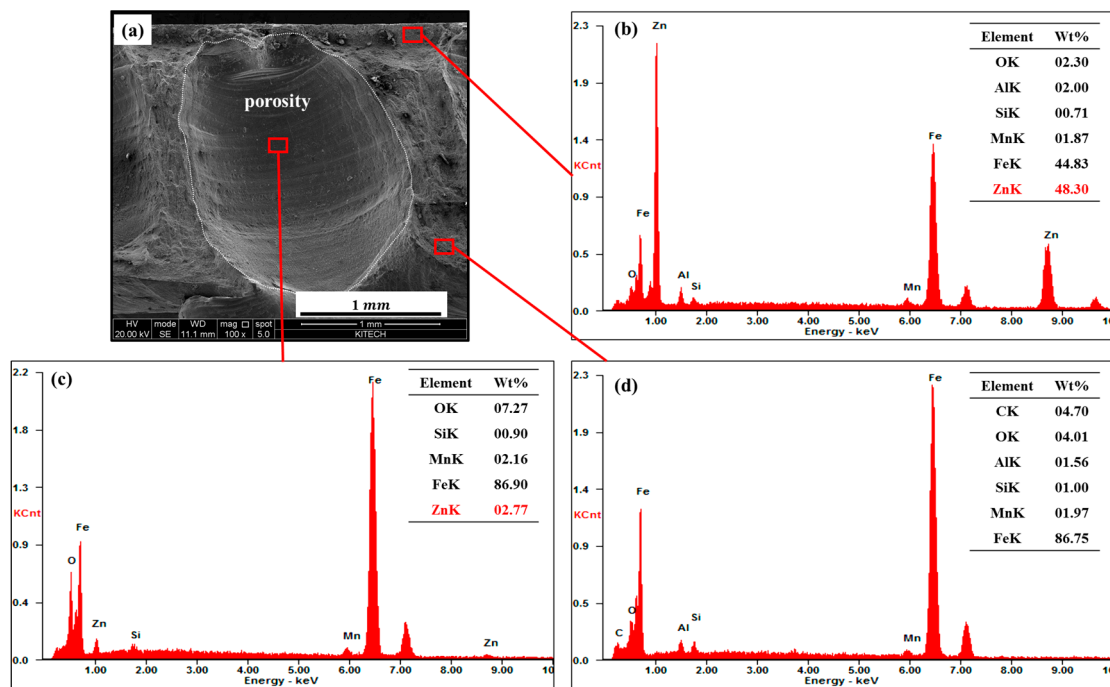 (a)
porosity
1 mm
HV mode WD mag spot
20.00 kV SE 11.1 mm 100 x 5.0
1 mm
KITECH
(b)
2.3
1.9
1.4
KCnt
0.9
0.5
0.0
O
Fe
Zn
Al
Si
Mn
Fe
Zn
1.00 2.00 3.00 4.00 5.00 6.00 7.00 8.00 9.00 10
Energy - keV
Element Wt%
OK 02.30
AlK 02.00
SiK 00.71
MnK 01.87
FeK 44.83
ZnK 48.30
(c)
2.2
1.8
1.3
KCnt
0.9
0.4
0.0
O
Fe
Zn
Si
Mn
Fe
Zn
1.00 2.00 3.00 4.00 5.00 6.00 7.00 8.00 9.00 10
Energy - keV
Element Wt%
OK 07.27
SiK 00.90
MnK 02.16
FeK 86.90
ZnK 02.77
(d)
2.3
1.9
1.4
KCnt
0.9
0.5
0.0
C
O
Fe
Al
Si
Mn
Fe
1.00 2.00 3.00 4.00 5.00 6.00 7.00 8.00 9.00 10
Energy - keV
Element Wt%
CK 04.70
OK 04.01
AlK 01.56
SiK 01.00
MnK 01.97
FeK 86.75